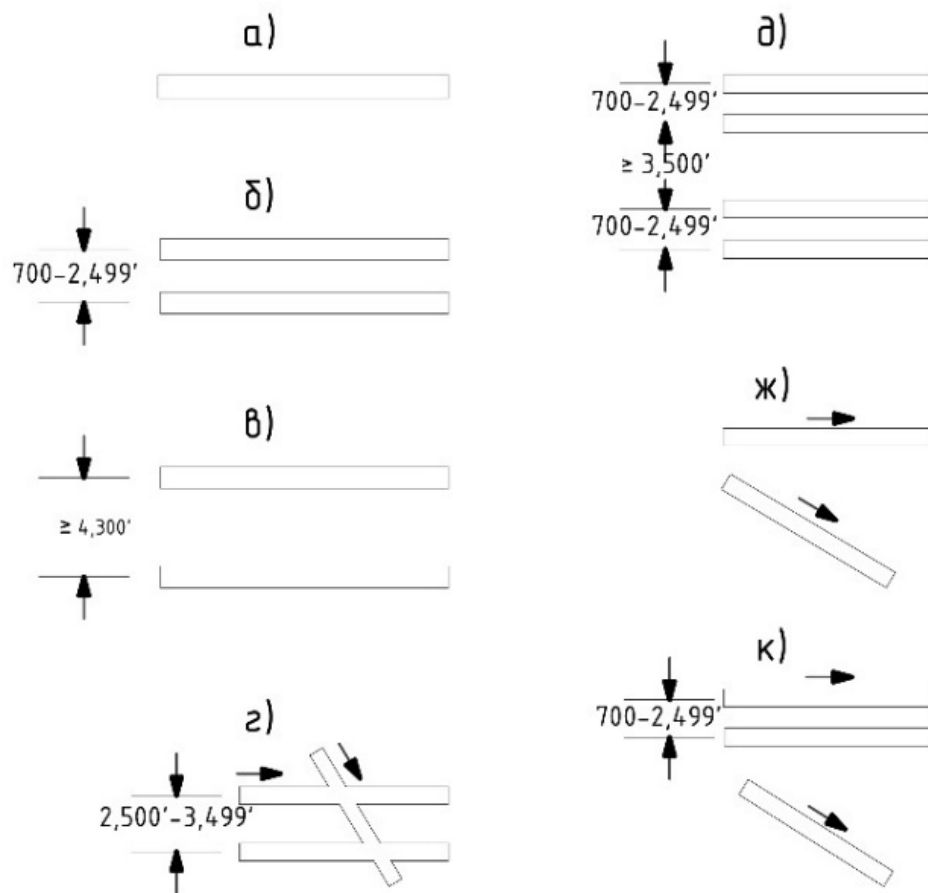 а)
б)
700–2,499'
в)
≥ 4,300'
г)
2,500'–3,499'
д)
700–2,499'
≥ 3,500'
700–2,499'
ж)
к)
700–2,499'